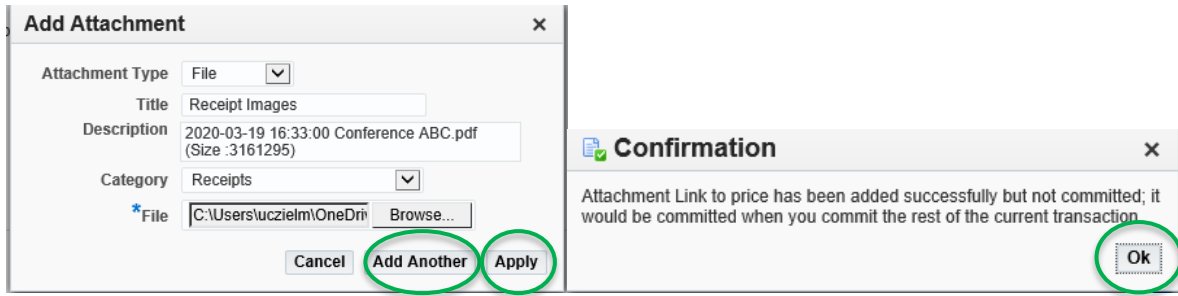 Add Attachment ×
Attachment Type File
Title Receipt Images
Description 2020-03-19 16:33:00 Conference ABC.pdf
(Size :3161295)
Category Receipts
*File C:\Users\uczielm\OneDri Browse...
Cancel Add Another Apply
Confirmation ×
Attachment Link to price has been added successfully but not committed; it
would be committed when you commit the rest of the current transaction
Ok